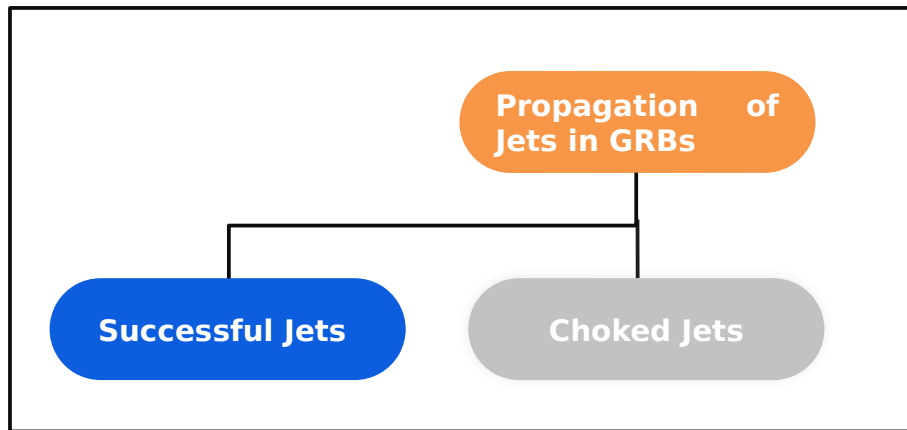 Propagation of
Jets in GRBs
Successful Jets
Choked Jets